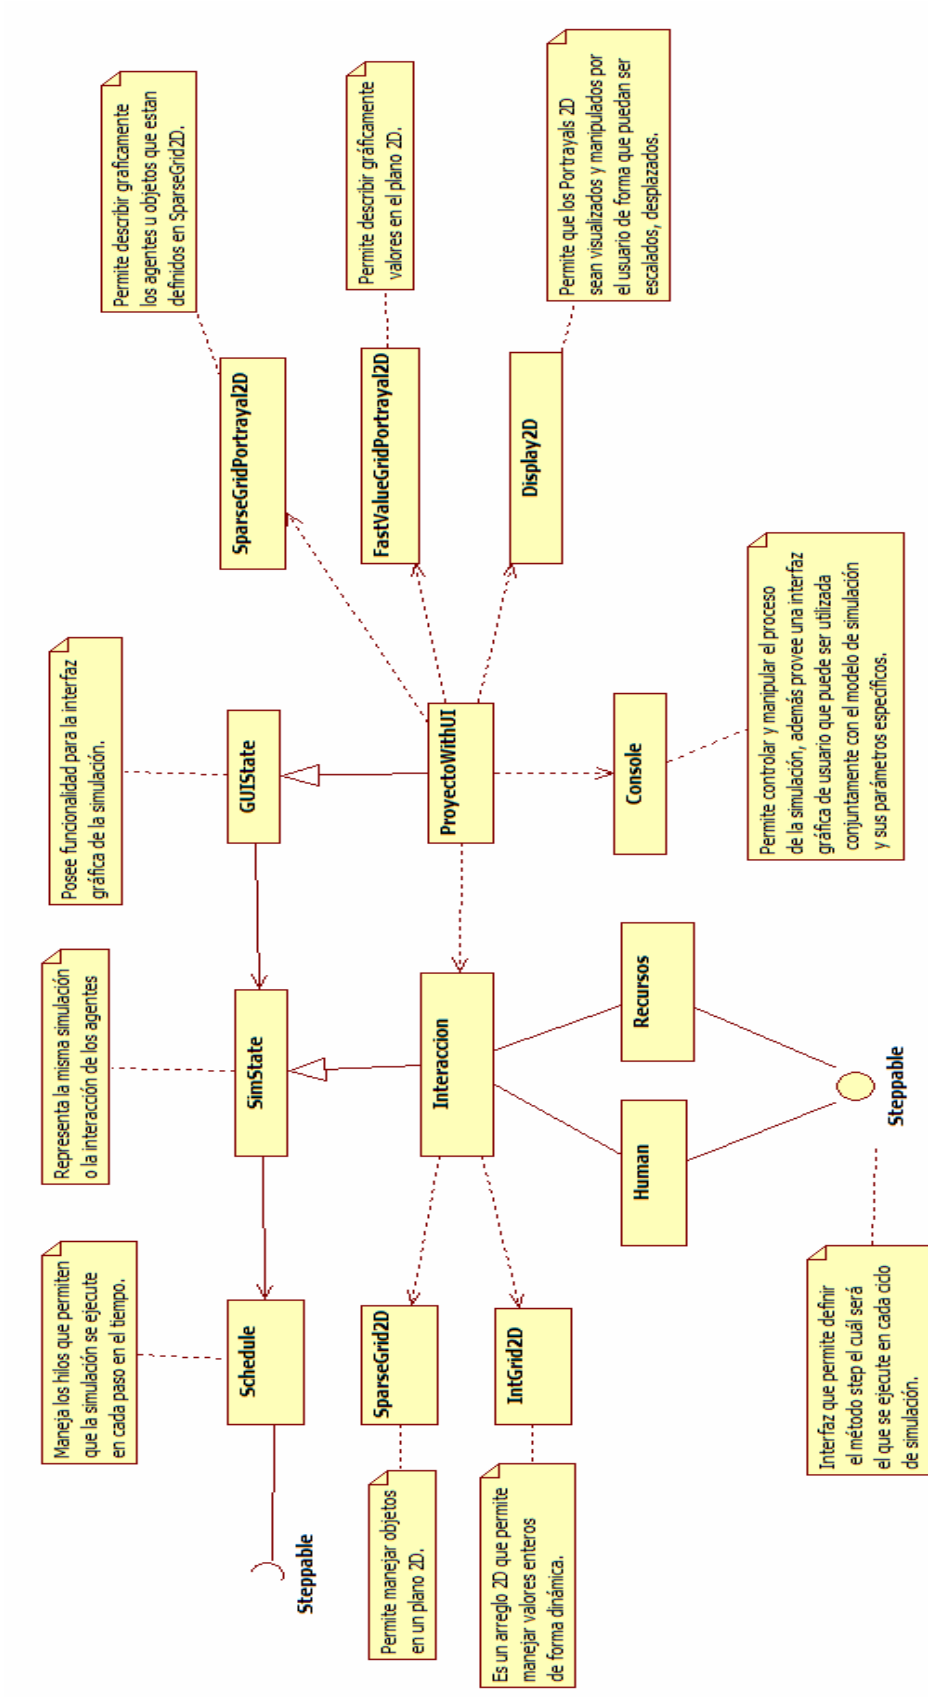 Maneja los hilos que permiten
que la simulación se ejecute
en cada paso en el tiempo.
Representa la misma simulación
o la interacción de los agentes
Posee funcionalidad para la interfaz
gráfica de la simulación.
Permite describir graficamente
los agentes u objetos que estan
definidos en SparseGrid2D.
Steppable
Schedule
SimState
GUIState
SparseGridPortrayal2D
Permite describir gráficamente
valores en el plano 2D.
Permite manejar objetos
en un plano 2D.
SparseGrid2D
Interaccion
ProyectoWithUI
FastValueGridPortrayal2D
Es un arreglo 2D que permite
manejar valores enteros
de forma dinámica.
IntGrid2D
Display2D
Permite que los Portrayals 2D
sean visualizados y manipulados por
el usuario de forma que puedan ser
escalados, desplazados.
Human
Recursos
Console
Permite controlar y manipular el proceso
de la simulación, además provee una interfaz
gráfica de usuario que puede ser utilizada
conjuntamente con el modelo de simulación
y sus parámetros específicos.
Interfaz que permite definir
el método step el cuál será
el que se ejecute en cada ciclo
de simulación.
Steppable